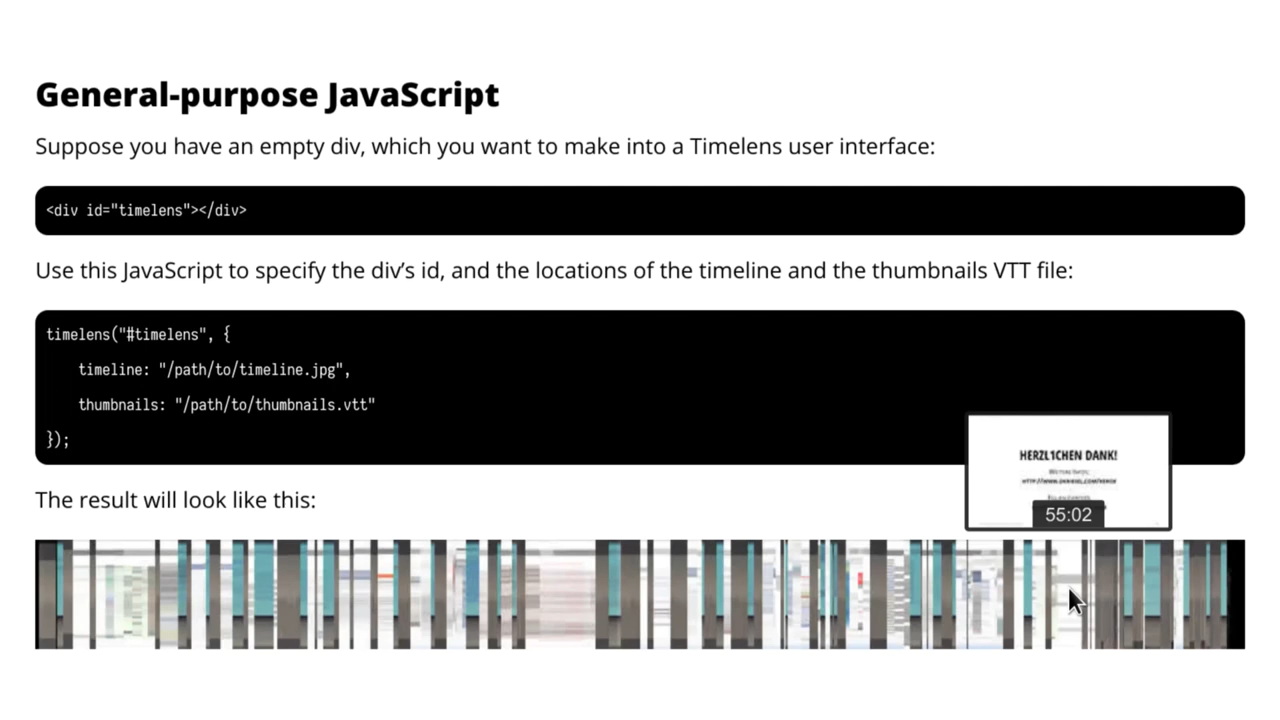 General-purpose JavaScript
Suppose you have an empty div, which you want to make into a Timelens user interface:
<div id="timelens"></div>
Use this JavaScript to specify the div’s id, and the locations of the timeline and the thumbnails VTT file:
timelens("#timelens", {
timeline: "/path/to/timeline.jpg",
thumbnails: "/path/to/thumbnails.vtt"
});
HERZL1CHEN DANK!
55:02
The result will look like this: